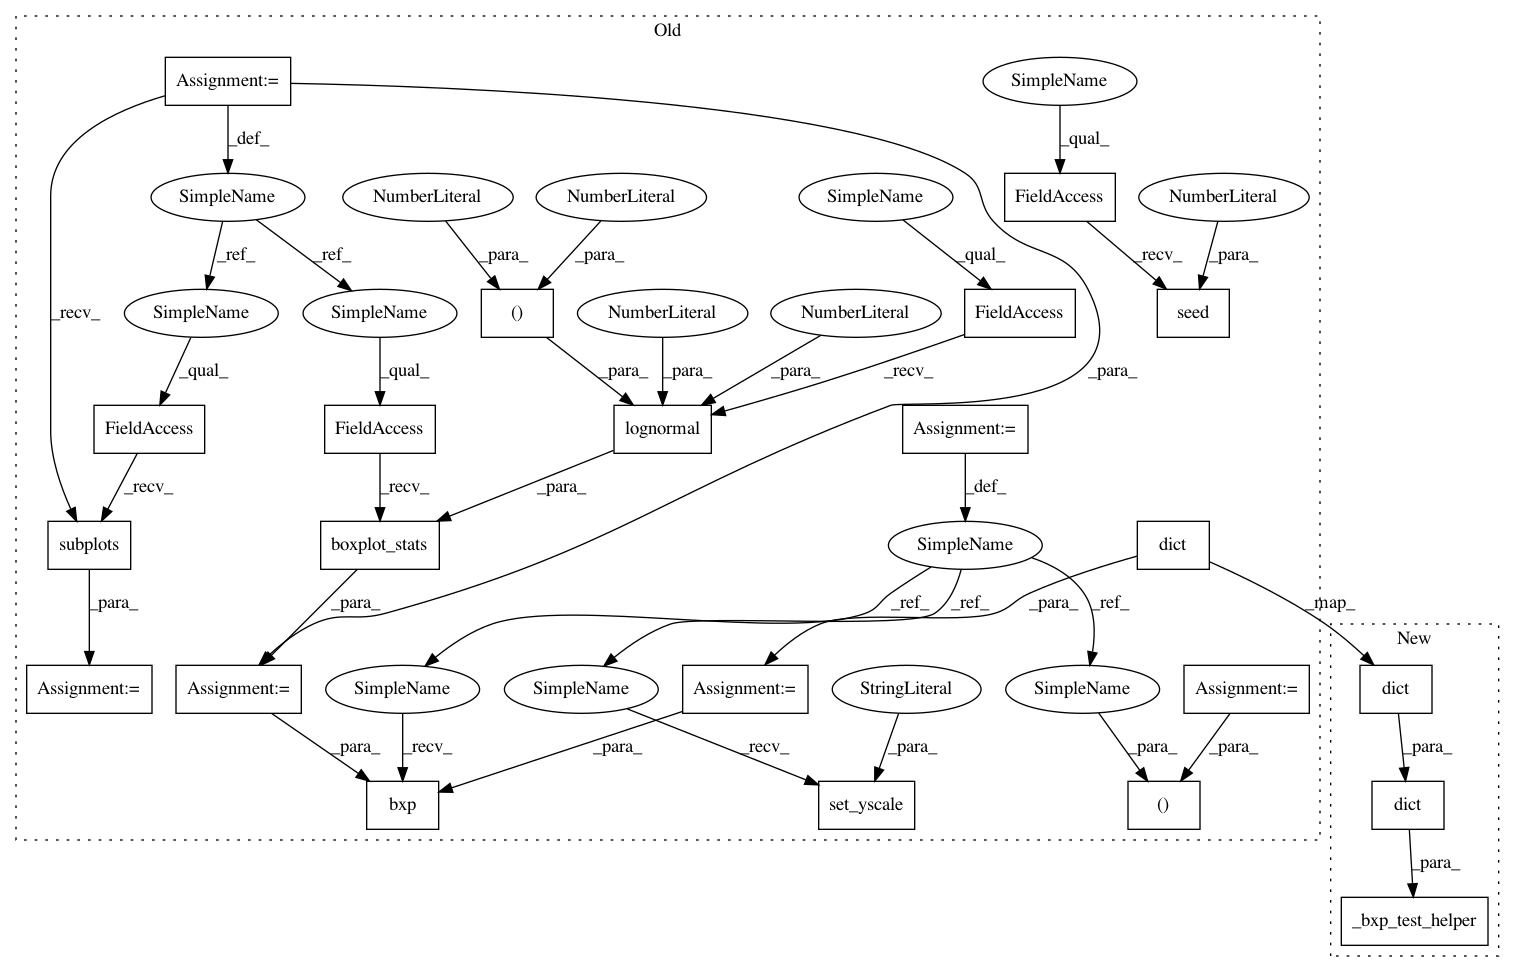 Old
Assignment:=
SimpleName
_def_
_qual_
SimpleName
NumberLiteral
NumberLiteral
SimpleName
FieldAccess
NumberLiteral
_ref_
_ref_
_para_
_para_
_qual_
_recv_
_para_
_recv_
SimpleName
SimpleName
()
NumberLiteral
NumberLiteral
FieldAccess
seed
_qual_
_qual_
_para_
_para_
_para_
_recv_
_para_
FieldAccess
FieldAccess
lognormal
Assignment:=
_recv_
_recv_
_para_
_def_
subplots
boxplot_stats
SimpleName
dict
_para_
_para_
_ref_
_ref_
_para_
_ref_
_map_
New
Assignment:=
Assignment:=
SimpleName
SimpleName
Assignment:=
StringLiteral
SimpleName
Assignment:=
dict
_para_
_recv_
_para_
_recv_
_para_
_para_
_para_
_para_
bxp
set_yscale
()
dict
_para_
_bxp_test_helper